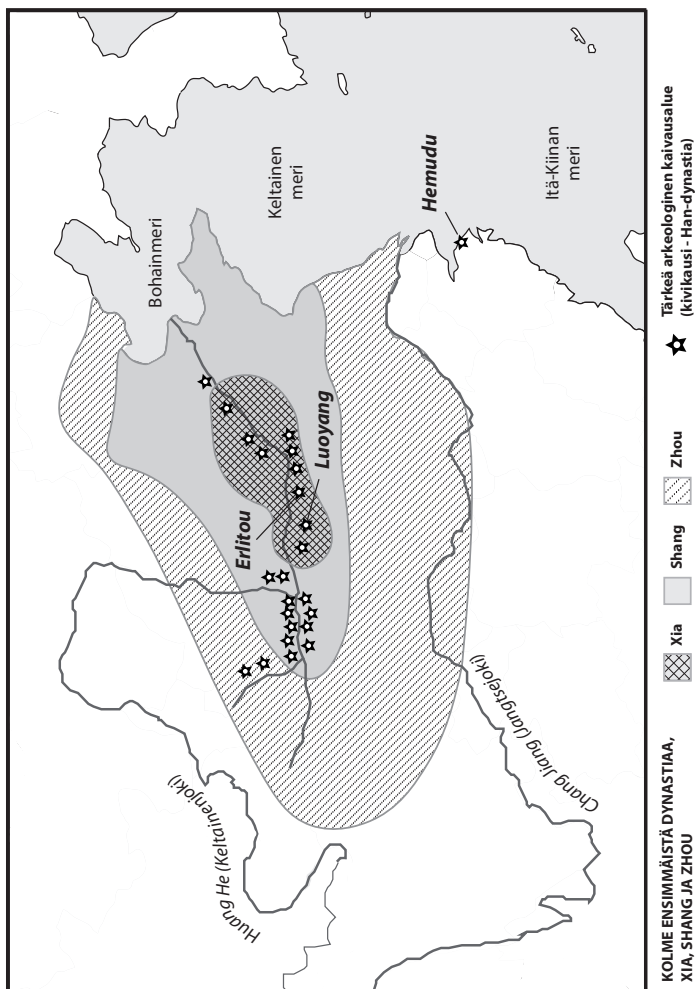 Bohainmeri
Keltainen
meri
Hemudu
Itä-Kiinan
meri
Erlitou
Luoyang
Huang He (Keltainenjoki)
Chang Jiang (Jangtsejoki)
KOLME ENSIMMÄISTÄ DYNASTIAA,
XIA, SHANG JA ZHOU
Xia
Shang
Zhou
Tärkeä arkeologinen kaivausalue
(kivikausi - Han-dynastia)